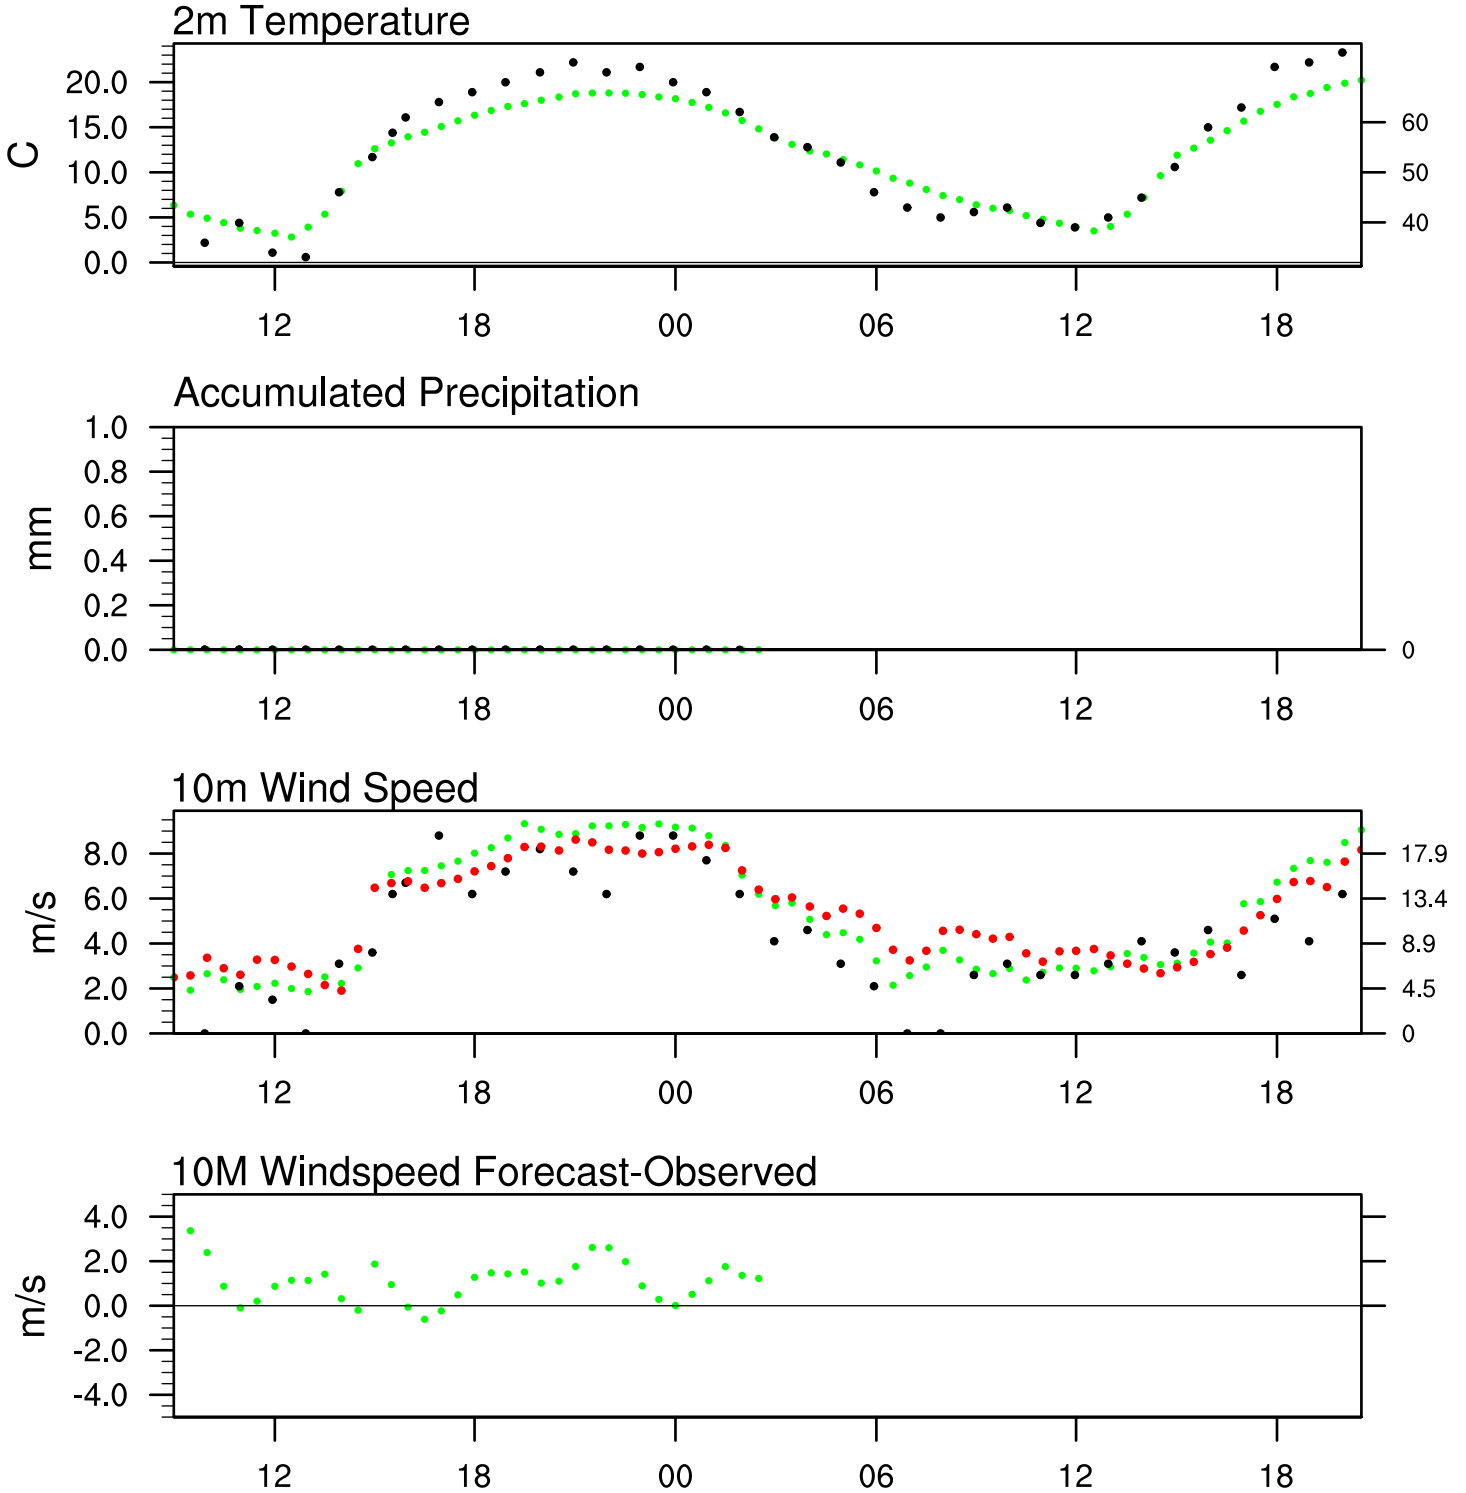 2m Temperature
20.0
15.0
10.0
5.0
0.0
C
60
50
40
12 18 00 06 12 18
Accumulated Precipitation
1.0
0.8
0.6
0.4
0.2
0.0
mm
0
12 18 00 06 12 18
10m Wind Speed
8.0
6.0
4.0
2.0
0.0
m/s
17.9
13.4
8.9
4.5
0
12 18 00 06 12 18
10M Windspeed Forecast-Observed
4.0
2.0
0.0
-2.0
-4.0
m/s
12 18 00 06 12 18